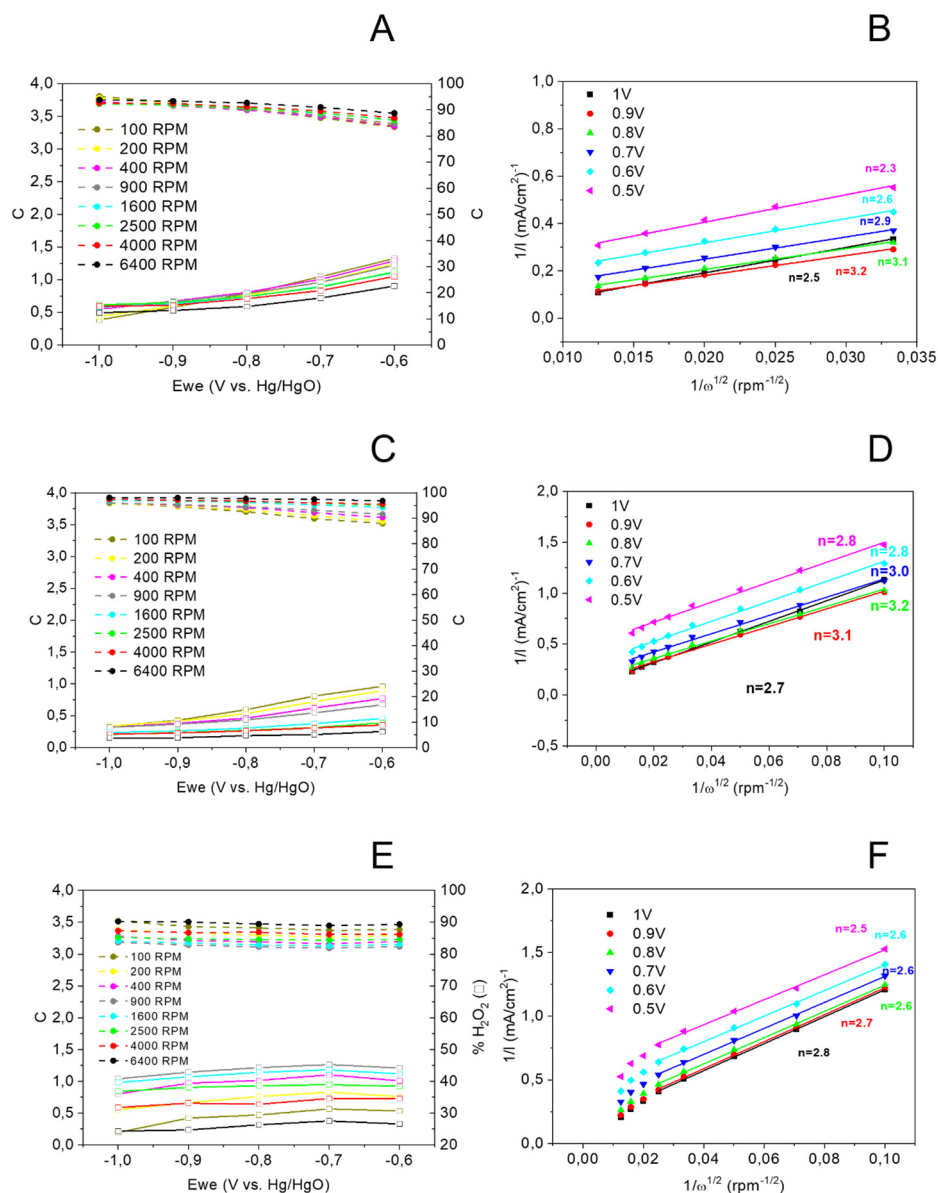 A
B
4,0
3,5
3,0
2,5
2,0
1,5
1,0
0,5
0,0
C
100
90
80
70
60
50
40
30
20
10
0
C
100 RPM
200 RPM
400 RPM
900 RPM
1600 RPM
2500 RPM
4000 RPM
6400 RPM
-1,0 -0,9 -0,8 -0,7 -0,6
Ewe (V vs. Hg/HgO)
1,0
0,8
0,6
0,4
0,2
0,0
1/I (mA/cm²)⁻¹
1V
0.9V
0.8V
0.7V
0.6V
0.5V
n=2.3
n=2.6
n=2.9
n=3.1
n=3.2
n=2.5
0,010 0,015 0,020 0,025 0,030 0,035
1/ω^1/2 (rpm^-1/2)
C
D
4,0
3,5
3,0
2,5
2,0
1,5
1,0
0,5
0,0
C
100
90
80
70
60
50
40
30
20
10
0
C
100 RPM
200 RPM
400 RPM
900 RPM
1600 RPM
2500 RPM
4000 RPM
6400 RPM
-1,0 -0,9 -0,8 -0,7 -0,6
Ewe (V vs. Hg/HgO)
2,0
1,5
1,0
0,5
0,0
-0,5
1/I (mA/cm²)⁻¹
1V
0.9V
0.8V
0.7V
0.6V
0.5V
n=2.8
n=2.8
n=3.0
n=3.2
n=3.1
n=2.7
0,00 0,02 0,04 0,06 0,08 0,10
1/ω^1/2 (rpm^-1/2)
E
F
4,0
3,5
3,0
2,5
2,0
1,5
1,0
0,5
0,0
C
100
90
80
70
60
50
40
30
20
% H₂O₂ (□)
100 RPM
200 RPM
400 RPM
900 RPM
1600 RPM
2500 RPM
4000 RPM
6400 RPM
-1,0 -0,9 -0,8 -0,7 -0,6
Ewe (V vs. Hg/HgO)
2,0
1,5
1,0
0,5
0,0
1/I (mA/cm²)⁻¹
1V
0.9V
0.8V
0.7V
0.6V
0.5V
n=2.5
n=2.6
n=2.6
n=2.6
n=2.7
n=2.8
0,00 0,02 0,04 0,06 0,08 0,10
1/ω^1/2 (rpm^-1/2)